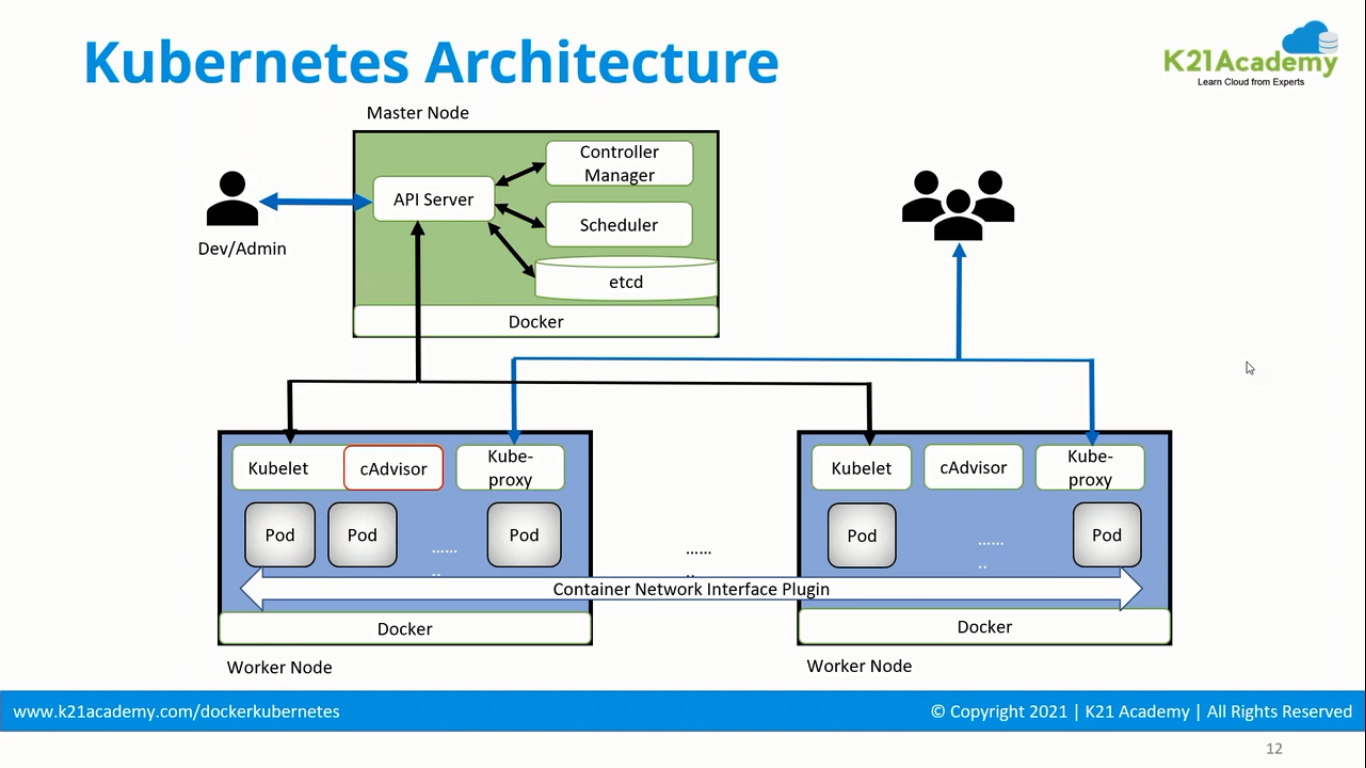 Kubernetes Architecture
K21Academy
Learn Cloud from Experts
Master Node
Controller
Manager
API Server
Scheduler
etcd
Docker
Dev/Admin
Kubelet
cAdvisor
Kube-
proxy
Pod
Pod
......
..
Pod
Docker
Worker Node
......
..
Kubelet
cAdvisor
Kube-
proxy
Pod
......
..
Pod
Container Network Interface Plugin
Docker
Worker Node
www.k21academy.com/dockerkubernetes
© Copyright 2021 | K21 Academy | All Rights Reserved
12